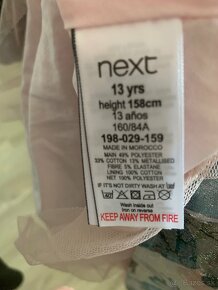 next
13 yrs
height 158cm
13 años
160/84A
198-029-159
MADE IN MOROCCO
MAIN 49% POLYESTER
33% COTTON 13% METALLISED
FIBRE 5% ELASTANE
LINING 100% COTTON
NET 100% POLYESTER
IF IT'S NOT DIRTY WASH AT
Wash inside out
Iron on reverse
KEEP AWAY FROM FIRE